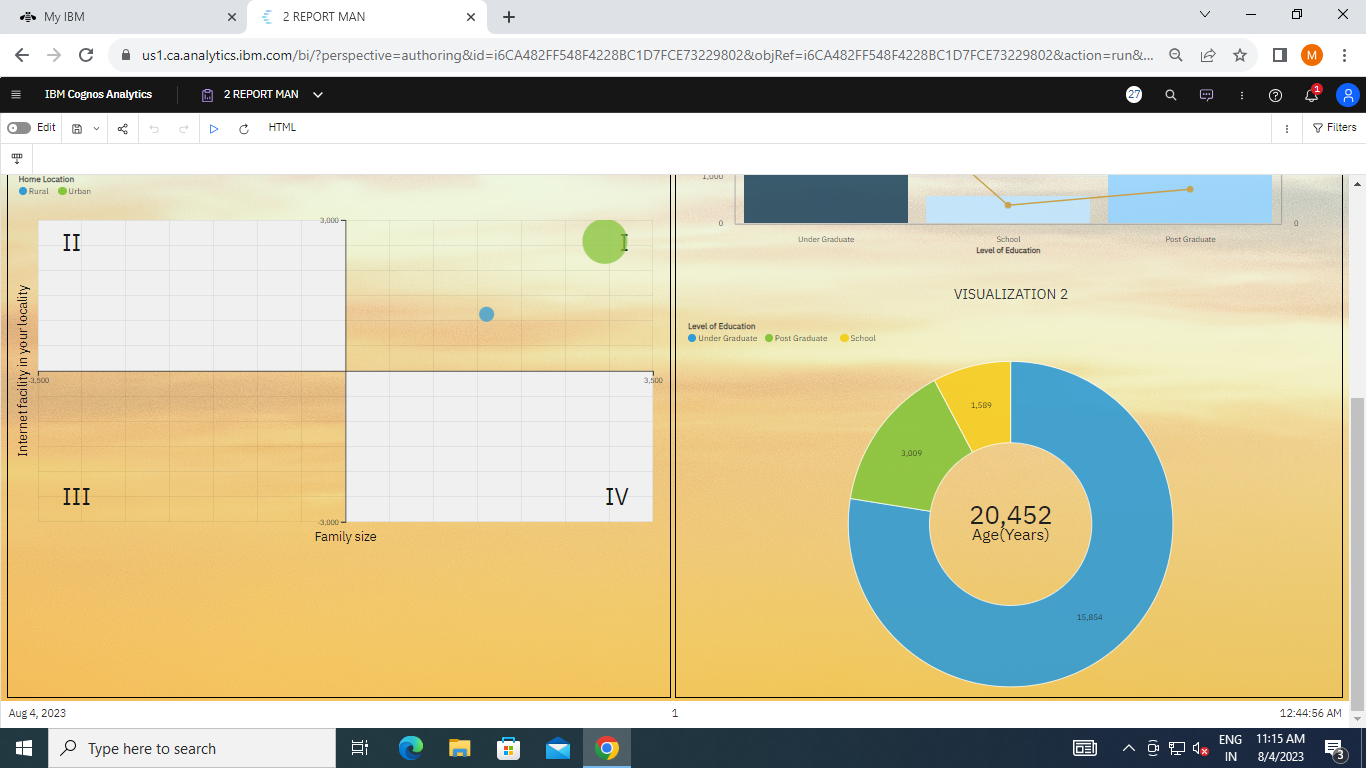 My IBM
2 REPORT MAN
us1.ca.analytics.ibm.com/bi/?perspective=authoring&id=i6CA482FF548F4228BC1D7FCE73229802&objRef=i6CA482FF548F4228BC1D7FCE73229802&action=run&...
M
IBM Cognos Analytics
2 REPORT MAN
27
1
Edit
HTML
Filters
Home Location
Rural Urban
3,000
II
I
Internet facility in your locality
-3,500
3,500
III
IV
-3,000
Family size
1,000
0
0
Under Graduate
School
Post Graduate
Level of Education
VISUALIZATION 2
Level of Education
Under Graduate Post Graduate School
1,589
3,009
20,452
Age(Years)
15,854
Aug 4, 2023
1
12:44:56 AM
Type here to search
ENG
IN
11:15 AM
8/4/2023
3